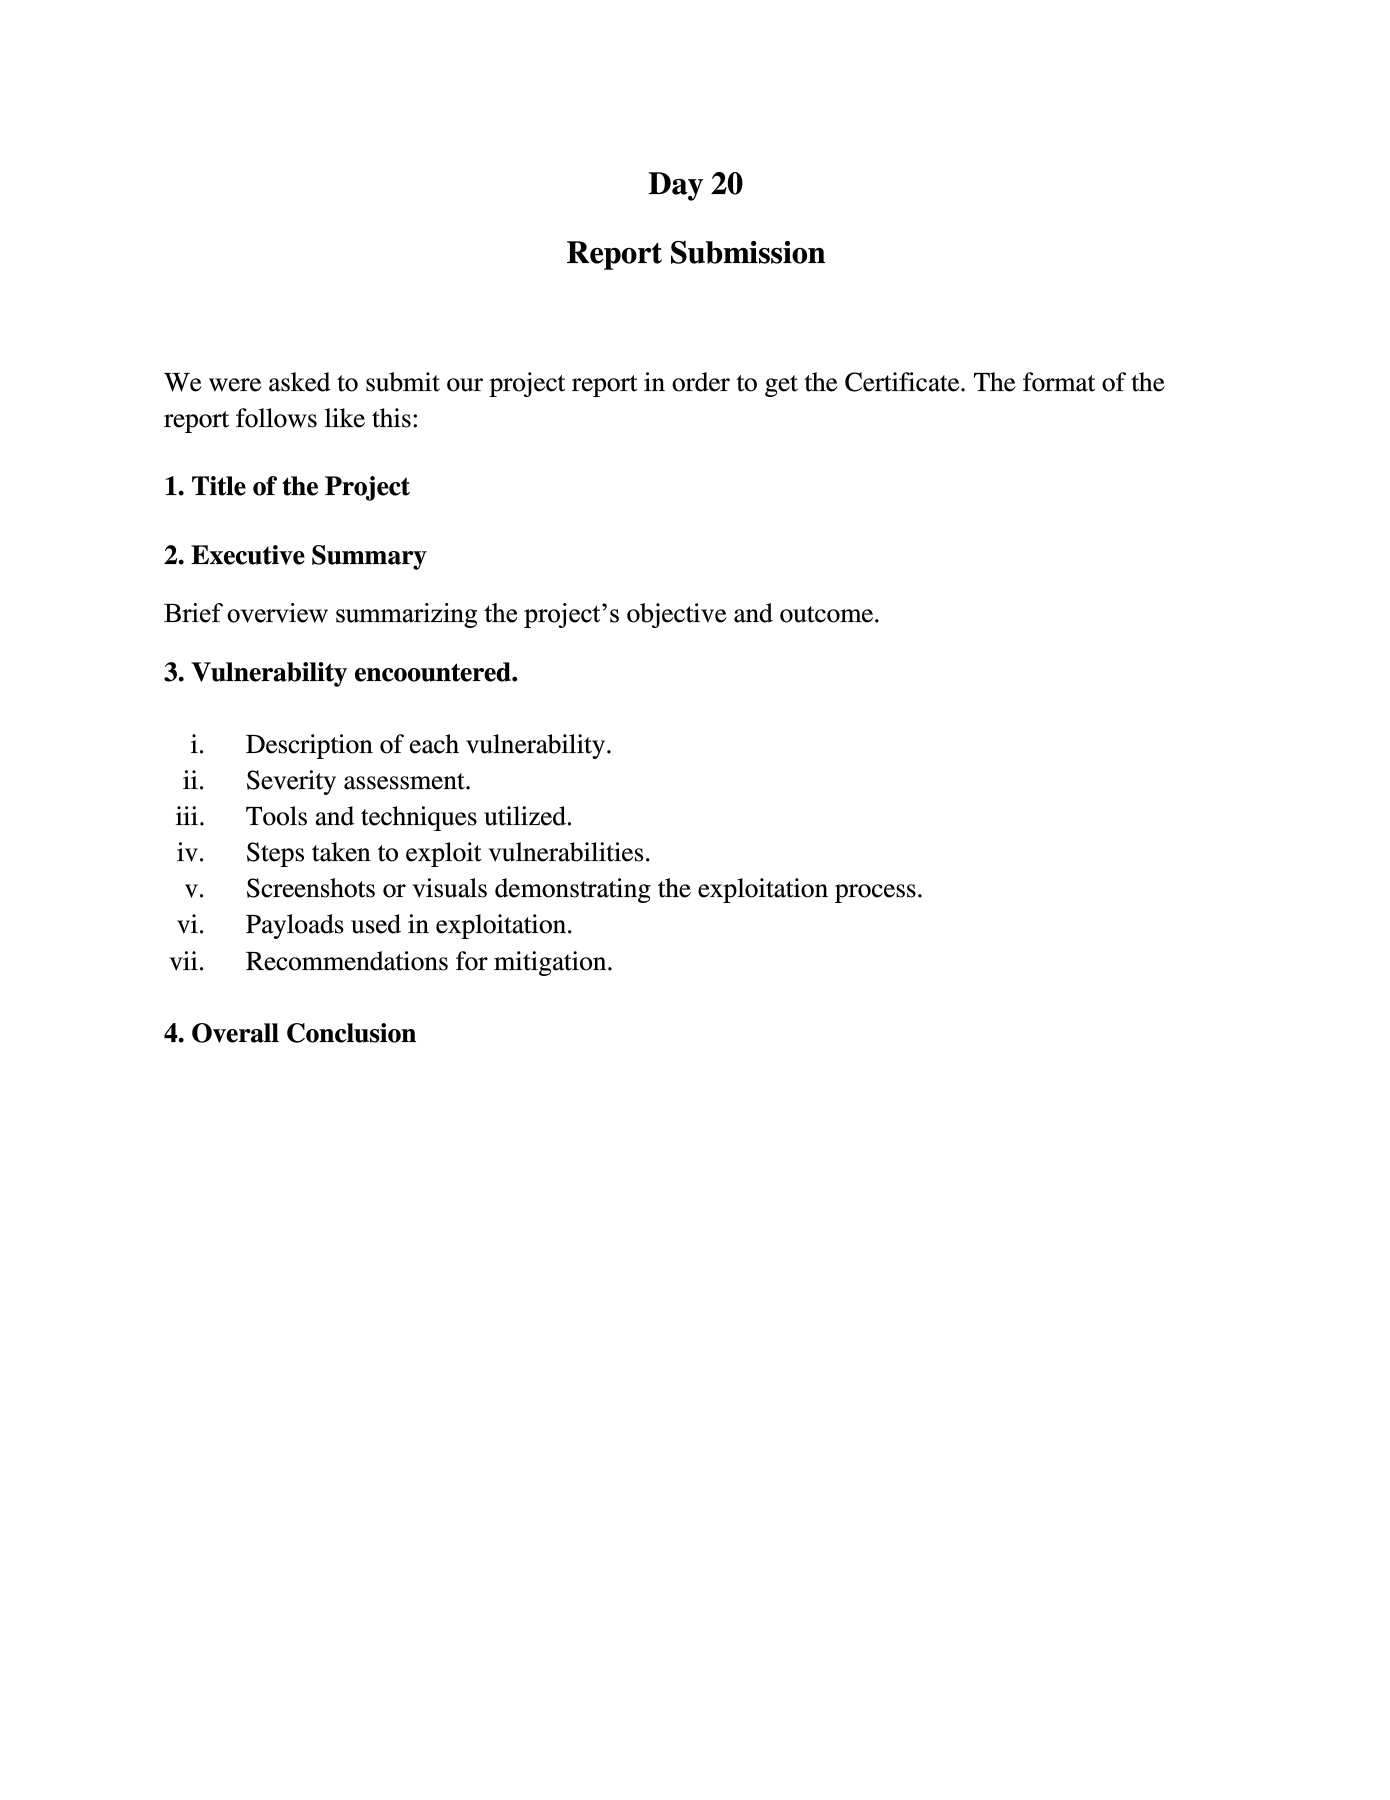 Day 20
Report Submission
We were asked to submit our project report in order to get the Certificate. The format of the
report follows like this:
1. Title of the Project
2. Executive Summary
Brief overview summarizing the project’s objective and outcome.
3. Vulnerability encoountered.
i. Description of each vulnerability.
ii. Severity assessment.
iii. Tools and techniques utilized.
iv. Steps taken to exploit vulnerabilities.
v. Screenshots or visuals demonstrating the exploitation process.
vi. Payloads used in exploitation.
vii. Recommendations for mitigation.
4. Overall Conclusion